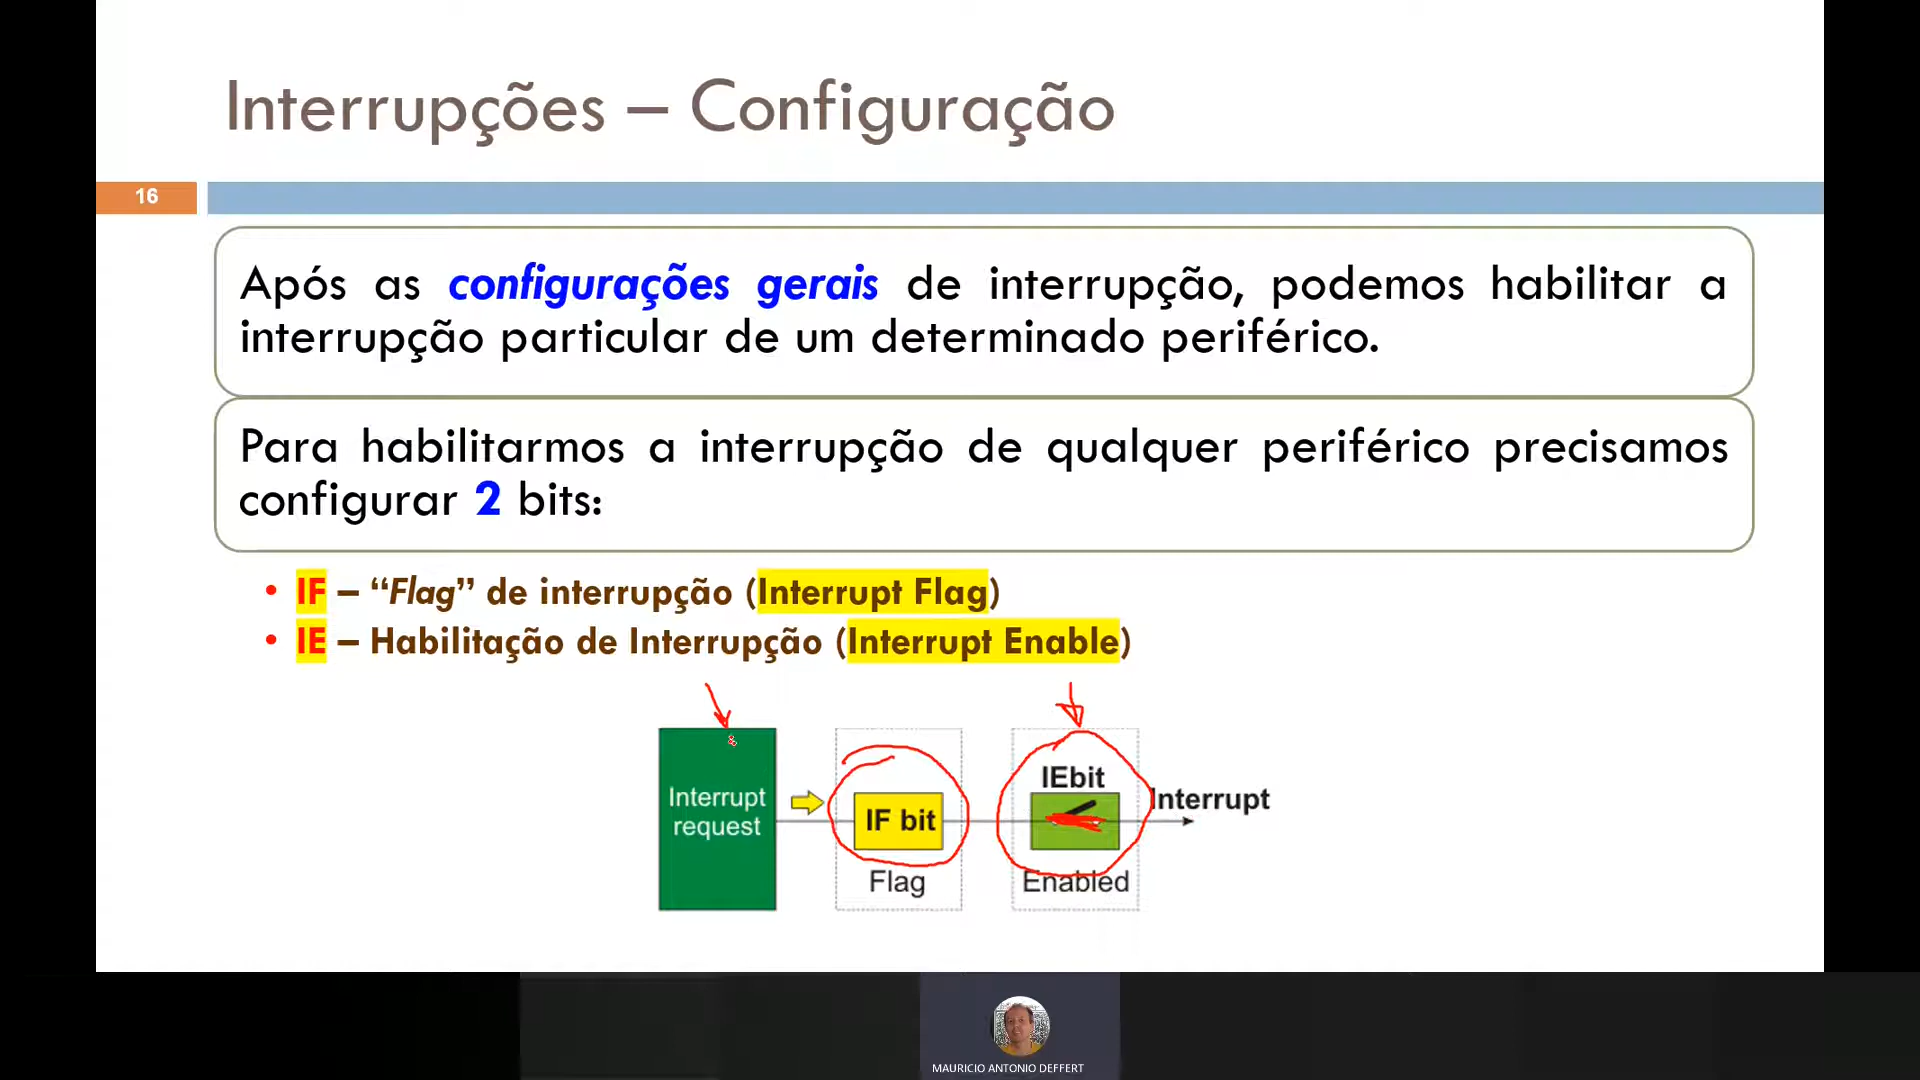 Interrupções – Configuração
16
Após as configurações gerais de interrupção, podemos habilitar a
interrupção particular de um determinado periférico.
Para habilitarmos a interrupção de qualquer periférico precisamos
configurar 2 bits:
• IF – “Flag” de interrupção (Interrupt Flag)
• IE – Habilitação de Interrupção (Interrupt Enable)
Interrupt
request
IF bit
Flag
IEbit
Enabled
Interrupt
MAURICIO ANTONIO DEFFERT